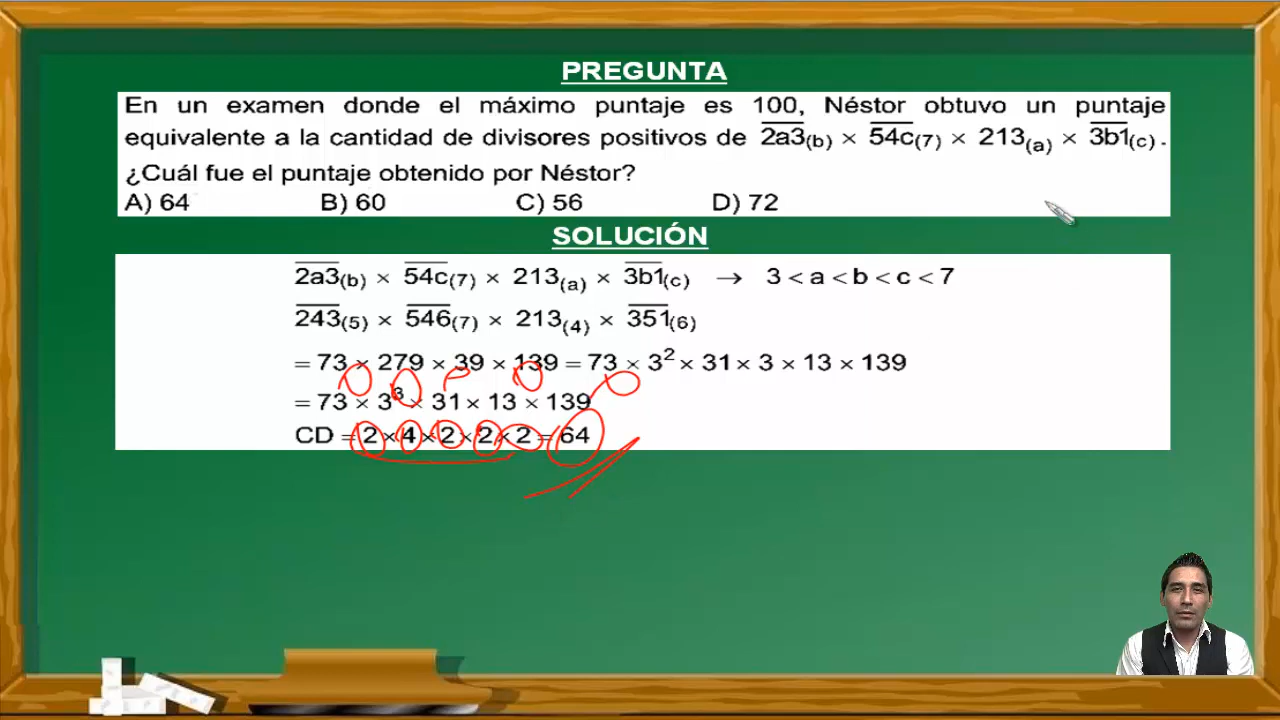 PREGUNTA
En un examen donde el máximo puntaje es 100, Néstor obtuvo un puntaje
equivalente a la cantidad de divisores positivos de 2a3(b) × 54c(7) × 213(a) × 3b1(c).
¿Cuál fue el puntaje obtenido por Néstor?
A) 64 B) 60 C) 56 D) 72
SOLUCIÓN
2a3(b) × 54c(7) × 213(a) × 3b1(c) → 3 < a < b < c < 7
243(5) × 546(7) × 213(4) × 351(6)
= 73 × 279 × 39 × 139 = 73 × 3² × 31 × 3 × 13 × 139
= 73 × 3³ × 31 × 13 × 139
CD = 2 × 4 × 2 × 2 × 2 = 64